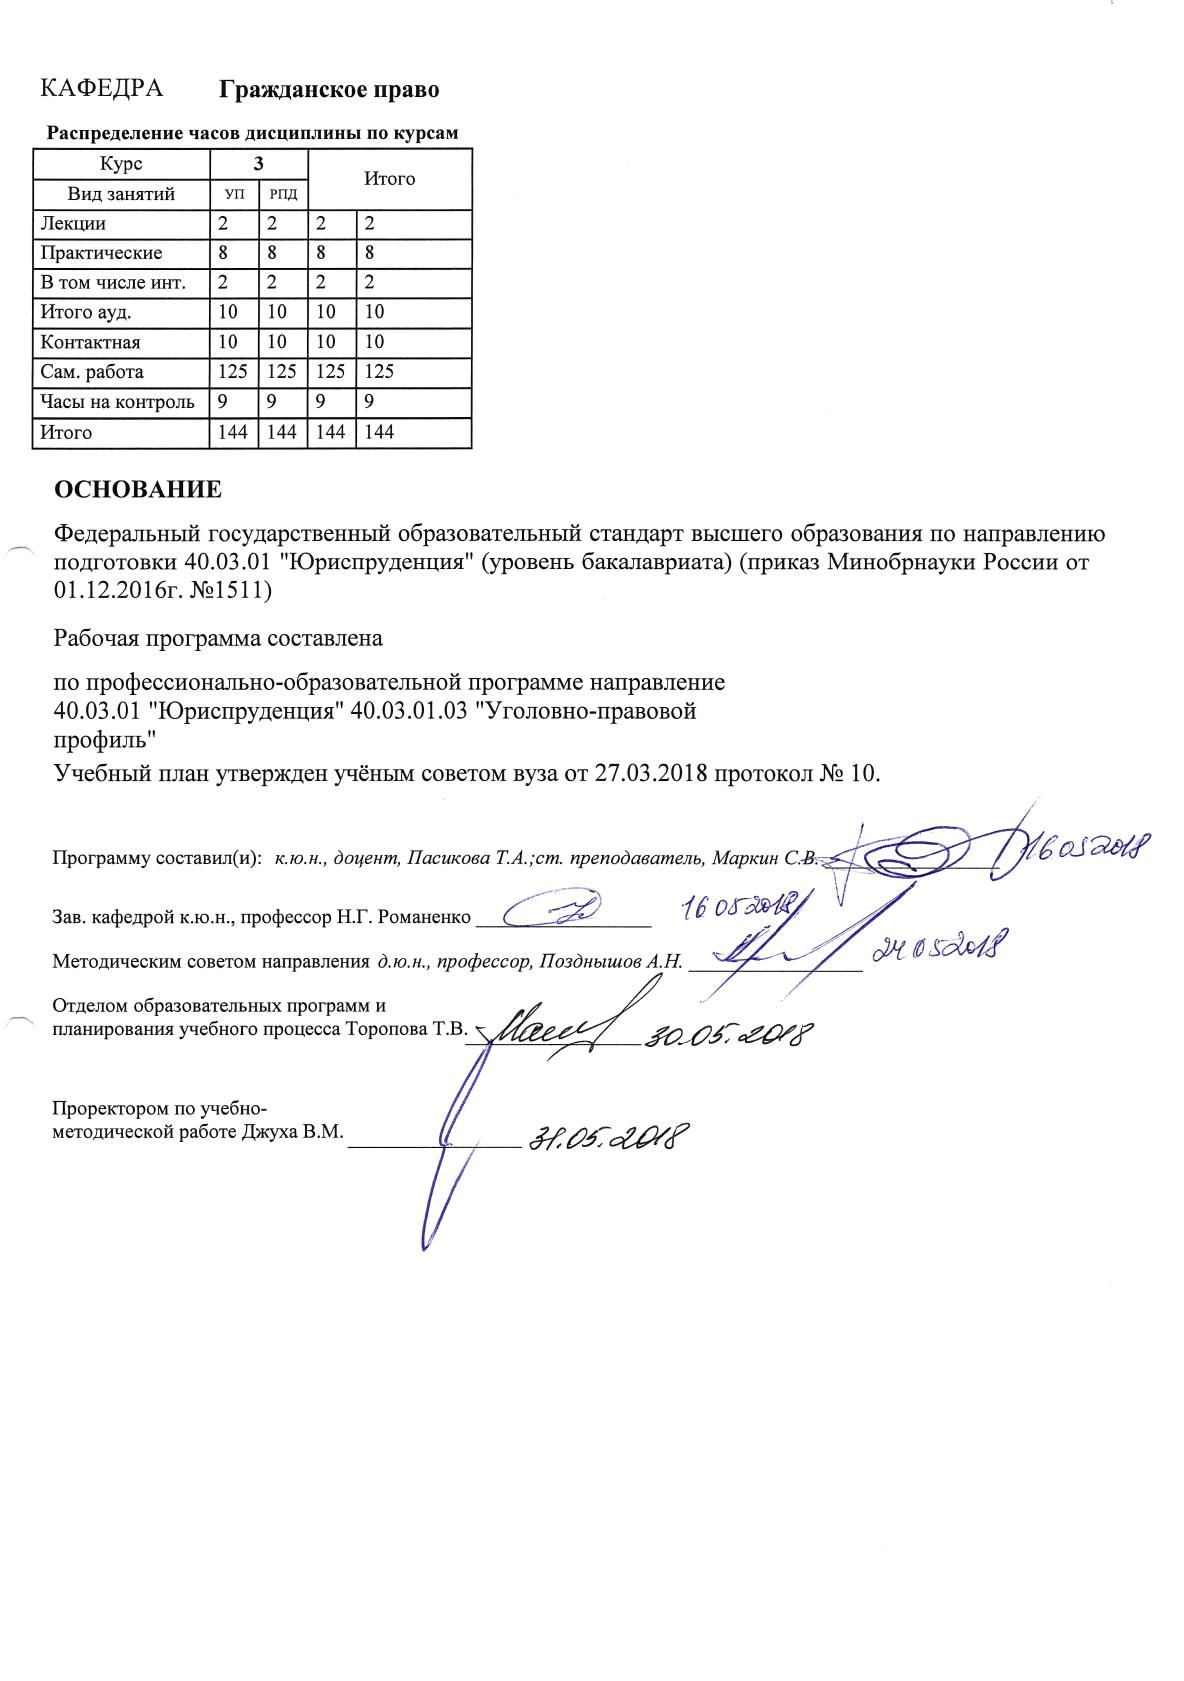 КАФЕДРА Гражданское право
Распределение часов дисциплины по курсам
Курс 3 Итого
Вид занятий УП РПД
Лекции 2 2 2 2
Практические 8 8 8 8
В том числе инт. 2 2 2 2
Итого ауд. 10 10 10 10
Контактная 10 10 10 10
Сам. работа 125 125 125 125
Часы на контроль 9 9 9 9
Итого 144 144 144 144
ОСНОВАНИЕ
Федеральный государственный образовательный стандарт высшего образования по направлению
подготовки 40.03.01 "Юриспруденция" (уровень бакалавриата) (приказ Минобрнауки России от
01.12.2016г. №1511)
Рабочая программа составлена
по профессионально-образовательной программе направление
40.03.01 "Юриспруденция" 40.03.01.03 "Уголовно-правовой
профиль"
Учебный план утвержден учёным советом вуза от 27.03.2018 протокол № 10.
Программу составил(и): к.ю.н., доцент, Пасикова Т.А.;ст. преподаватель, Маркин С.В. 16 05 2018
Зав. кафедрой к.ю.н., профессор Н.Г. Романенко 16 05 2018
Методическим советом направления д.ю.н., профессор, Позднышов А.Н. 24 05 2018
Отделом образовательных программ и
планирования учебного процесса Торопова Т.В. 30.05.2018
Проректором по учебно-
методической работе Джуха В.М. 31.05.2018